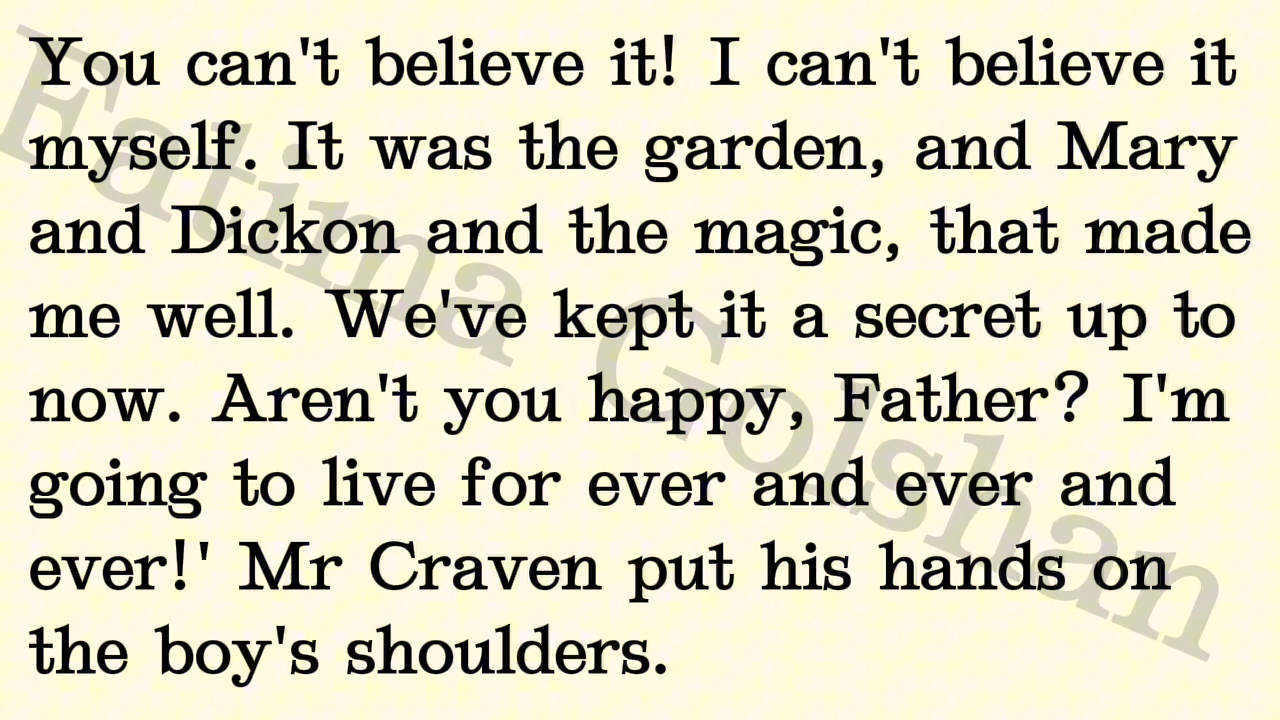 You can't believe it! I can't believe it
myself. It was the garden, and Mary
and Dickon and the magic, that made
me well. We've kept it a secret up to
now. Aren't you happy, Father? I'm
going to live for ever and ever and
ever!' Mr Craven put his hands on
the boy's shoulders.
Fatima Golshan